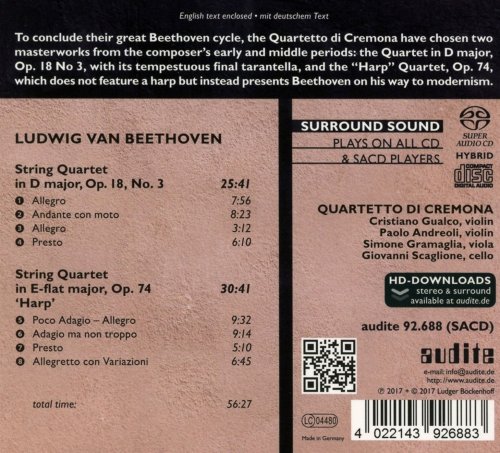 English text enclosed • mit deutschem Text
To conclude their great Beethoven cycle, the Quartetto di Cremona have chosen two
masterworks from the composer's early and middle periods: the Quartet in D major,
Op. 18 No 3, with its tempestuous final tarantella, and the “Harp” Quartet, Op. 74,
which does not feature a harp but instead presents Beethoven on his way to modernism.
LUDWIG VAN BEETHOVEN
String Quartet
in D major, Op. 18, No. 3 25:41
1 Allegro 7:56
2 Andante con moto 8:23
3 Allegro 3:12
4 Presto 6:10
String Quartet
in E-flat major, Op. 74 30:41
‘Harp’
5 Poco Adagio – Allegro 9:32
6 Adagio ma non troppo 9:14
7 Presto 5:10
8 Allegretto con Variazioni 6:45
total time: 56:27
SURROUND SOUND
PLAYS ON ALL CD
& SACD PLAYERS
SACD
SUPER AUDIO CD
HYBRID
COMPACT
disc
DIGITAL AUDIO
QUARTETTO DI CREMONA
Cristiano Gualco, violin
Paolo Andreoli, violin
Simone Gramaglia, viola
Giovanni Scaglione, cello
HD-DOWNLOADS
stereo & surround
available at audite.de
audite 92.688 (SACD)
audite
e-mail: info@audite.de
http://www.audite.de
℗ 2017 + © 2017 Ludger Böckenhoff
LC 04480
Made in Germany
4 022143 926883